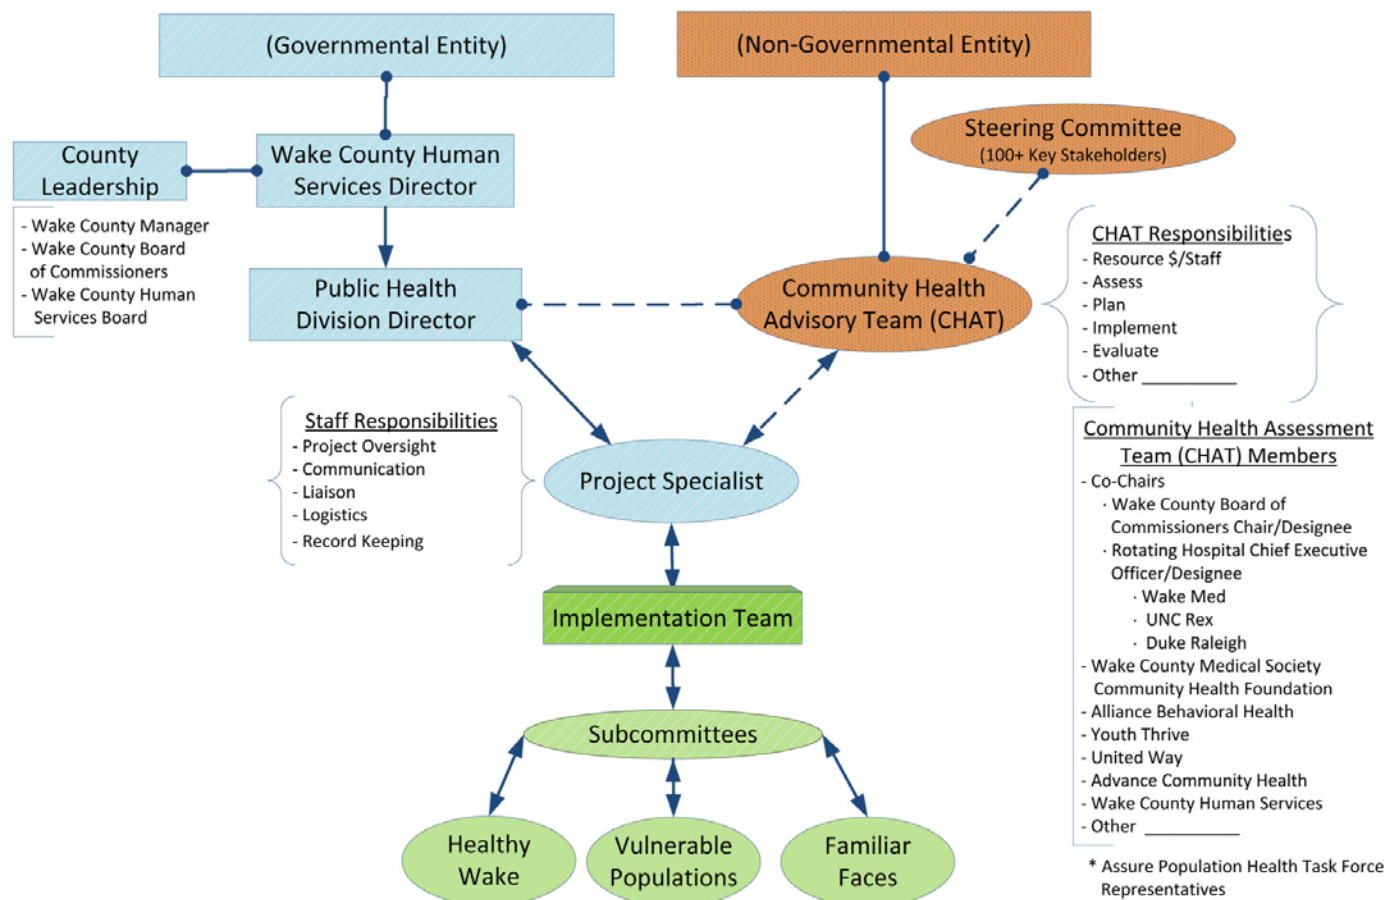 (Governmental Entity)
(Non-Governmental Entity)
Steering Committee
(100+ Key Stakeholders)
County
Leadership
Wake County Human
Services Director
- Wake County Manager
- Wake County Board
of Commissioners
- Wake County Human
Services Board
Public Health
Division Director
Community Health
Advisory Team (CHAT)
CHAT Responsibilities
- Resource $/Staff
- Assess
- Plan
- Implement
- Evaluate
- Other ___________
Staff Responsibilities
- Project Oversight
- Communication
- Liaison
- Logistics
- Record Keeping
Project Specialist
Community Health Assessment
Team (CHAT) Members
- Co-Chairs
· Wake County Board of
Commissioners Chair/Designee
· Rotating Hospital Chief Executive
Officer/Designee
· Wake Med
· UNC Rex
· Duke Raleigh
- Wake County Medical Society
Community Health Foundation
- Alliance Behavioral Health
- Youth Thrive
- United Way
- Advance Community Health
- Wake County Human Services
- Other ___________
* Assure Population Health Task Force
Representatives
Implementation Team
Subcommittees
Healthy
Wake
Vulnerable
Populations
Familiar
Faces